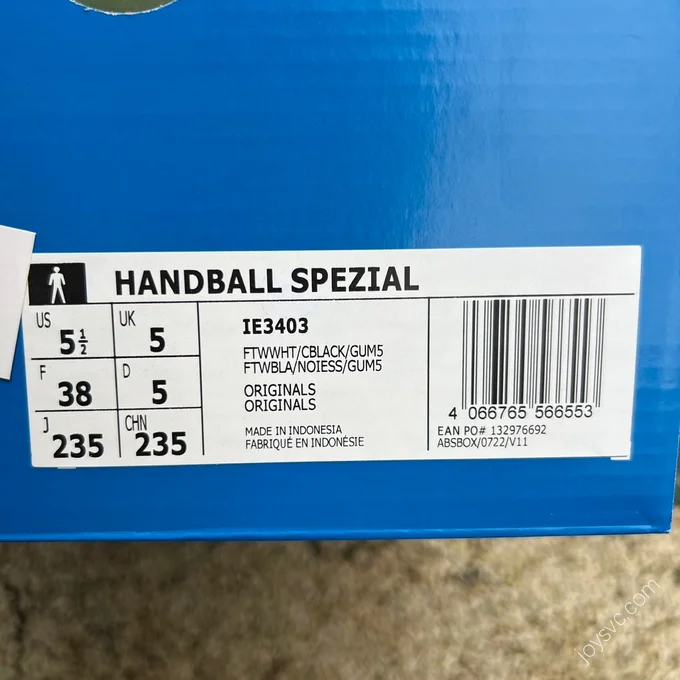 HANDBALL SPEZIAL
US 5½ UK 5
F 38 D 5
J 235 CHN 235
IE3403
FTWWHT/CBLACK/GUM5
FTWBLA/NOIESS/GUM5
ORIGINALS
ORIGINALS
MADE IN INDONESIA
FABRIQUÉ EN INDONÉSIE
4 066765 566553
EAN PO# 132976692
ABSBOX/0722/V11
joysvc.com